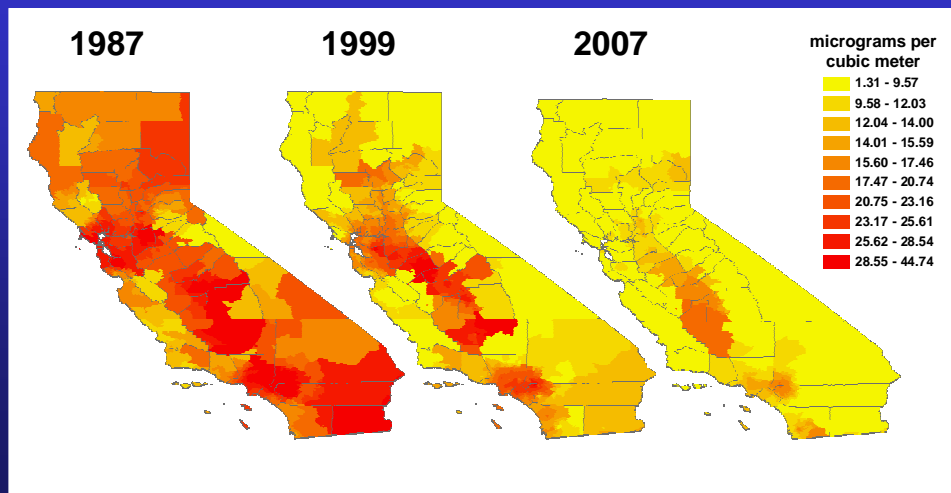 1987
1999
2007
micrograms per
cubic meter
1.31 - 9.57
9.58 - 12.03
12.04 - 14.00
14.01 - 15.59
15.60 - 17.46
17.47 - 20.74
20.75 - 23.16
23.17 - 25.61
25.62 - 28.54
28.55 - 44.74